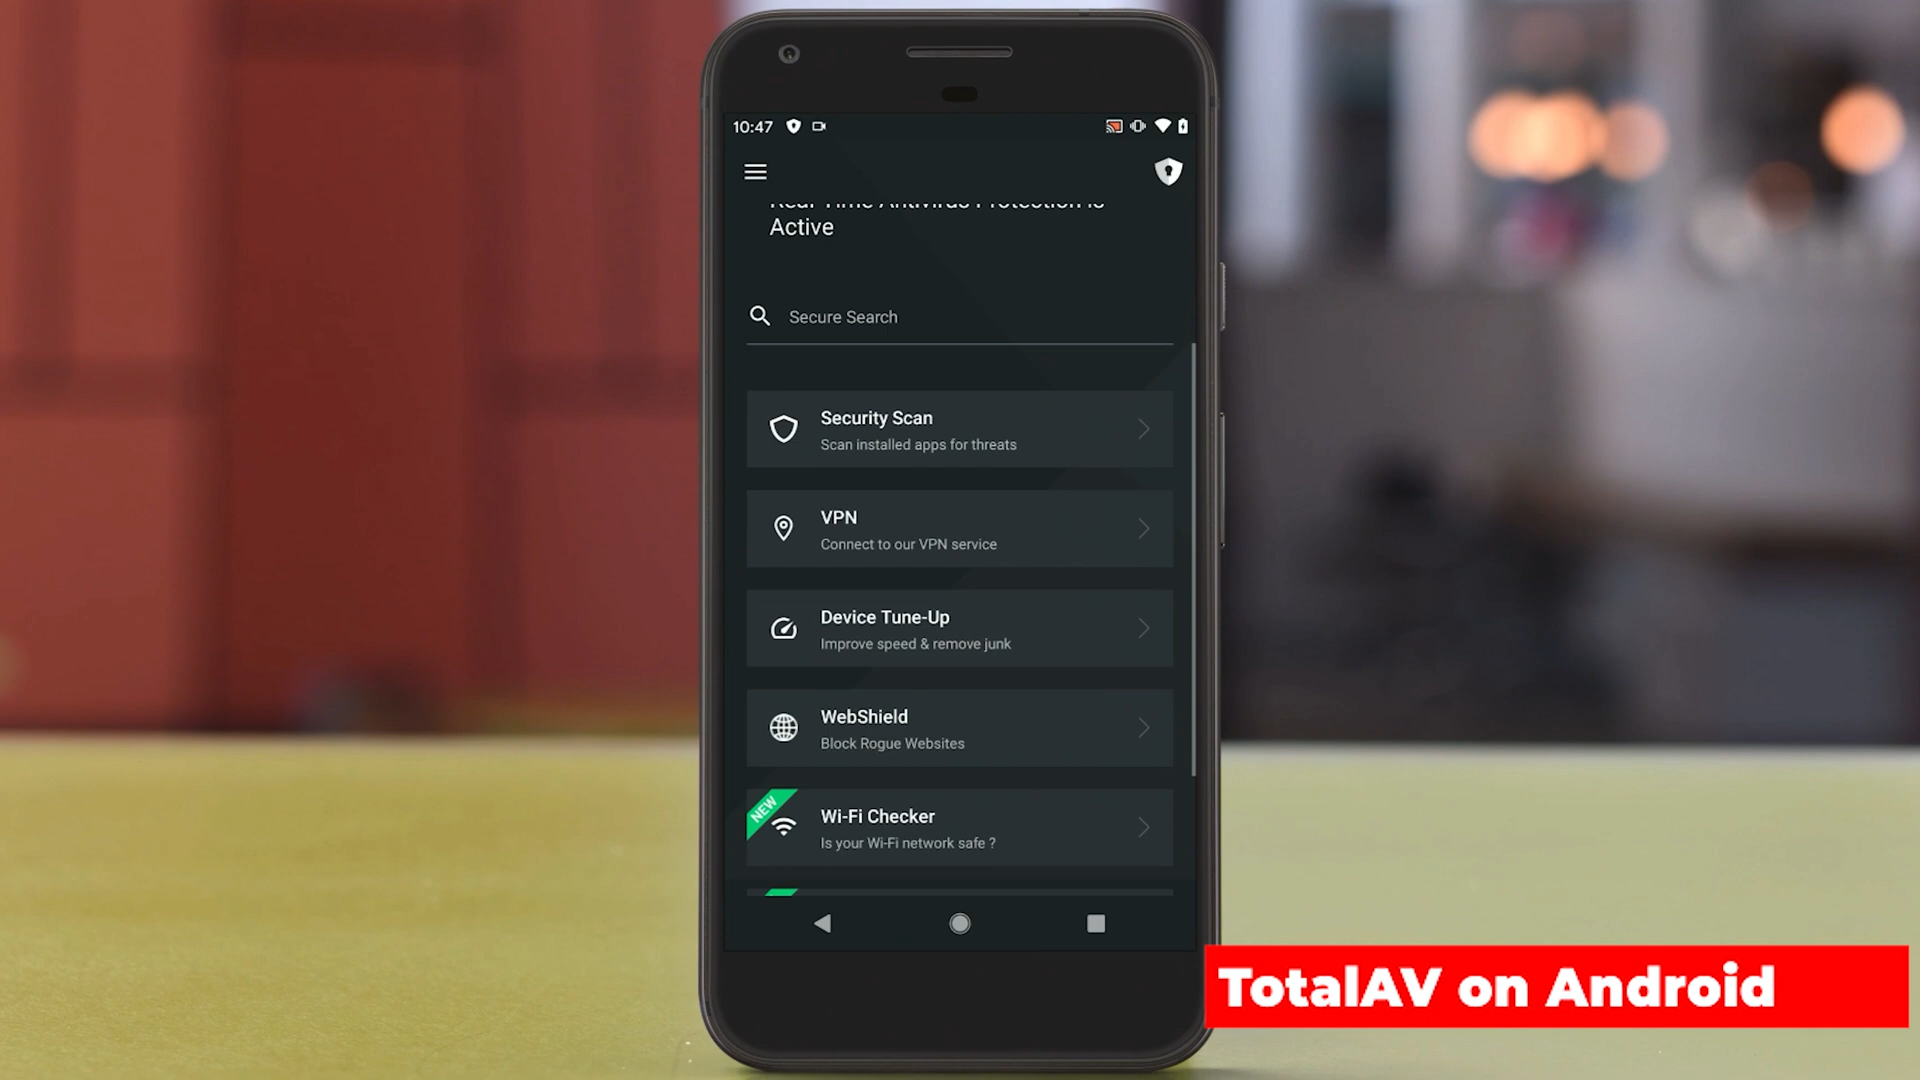 10:47
Real-Time Antivirus Protection is
Active
Secure Search
Security Scan
Scan installed apps for threats
VPN
Connect to our VPN service
Device Tune-Up
Improve speed & remove junk
WebShield
Block Rogue Websites
NEW
Wi-Fi Checker
Is your Wi-Fi network safe ?
TotalAV on Android